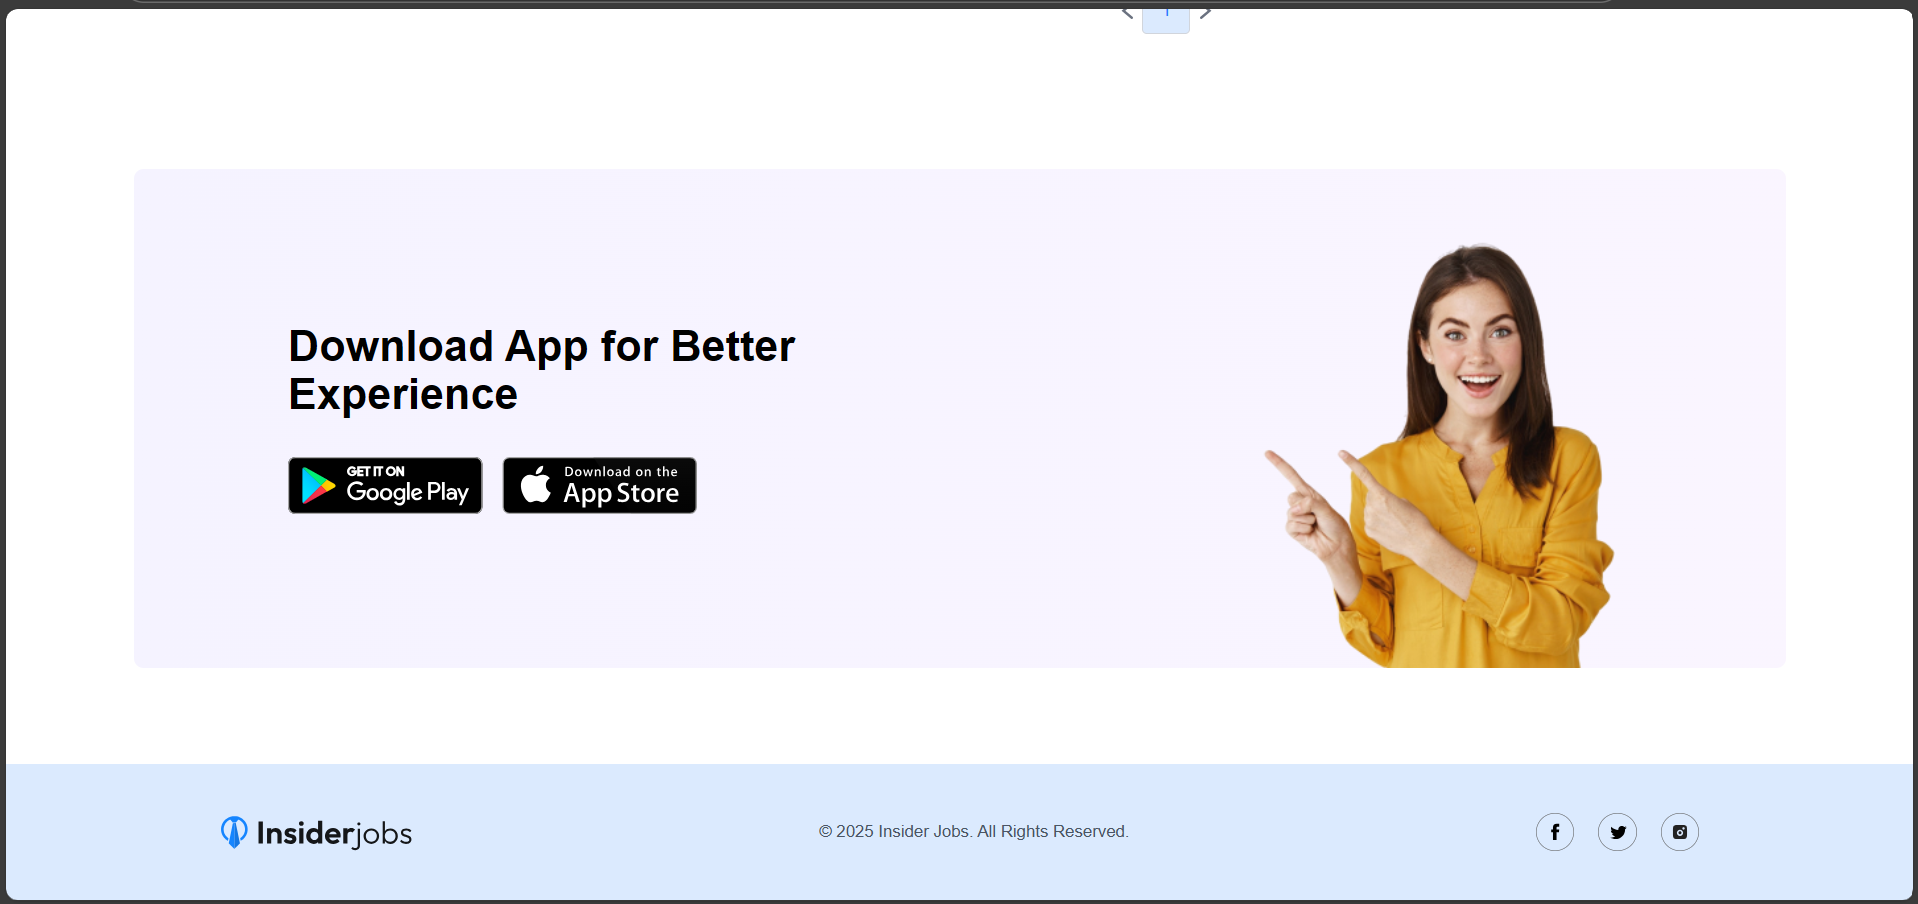 Download App for Better
Experience
GET IT ON
Google Play
Download on the
App Store
Insiderjobs
© 2025 Insider Jobs. All Rights Reserved.